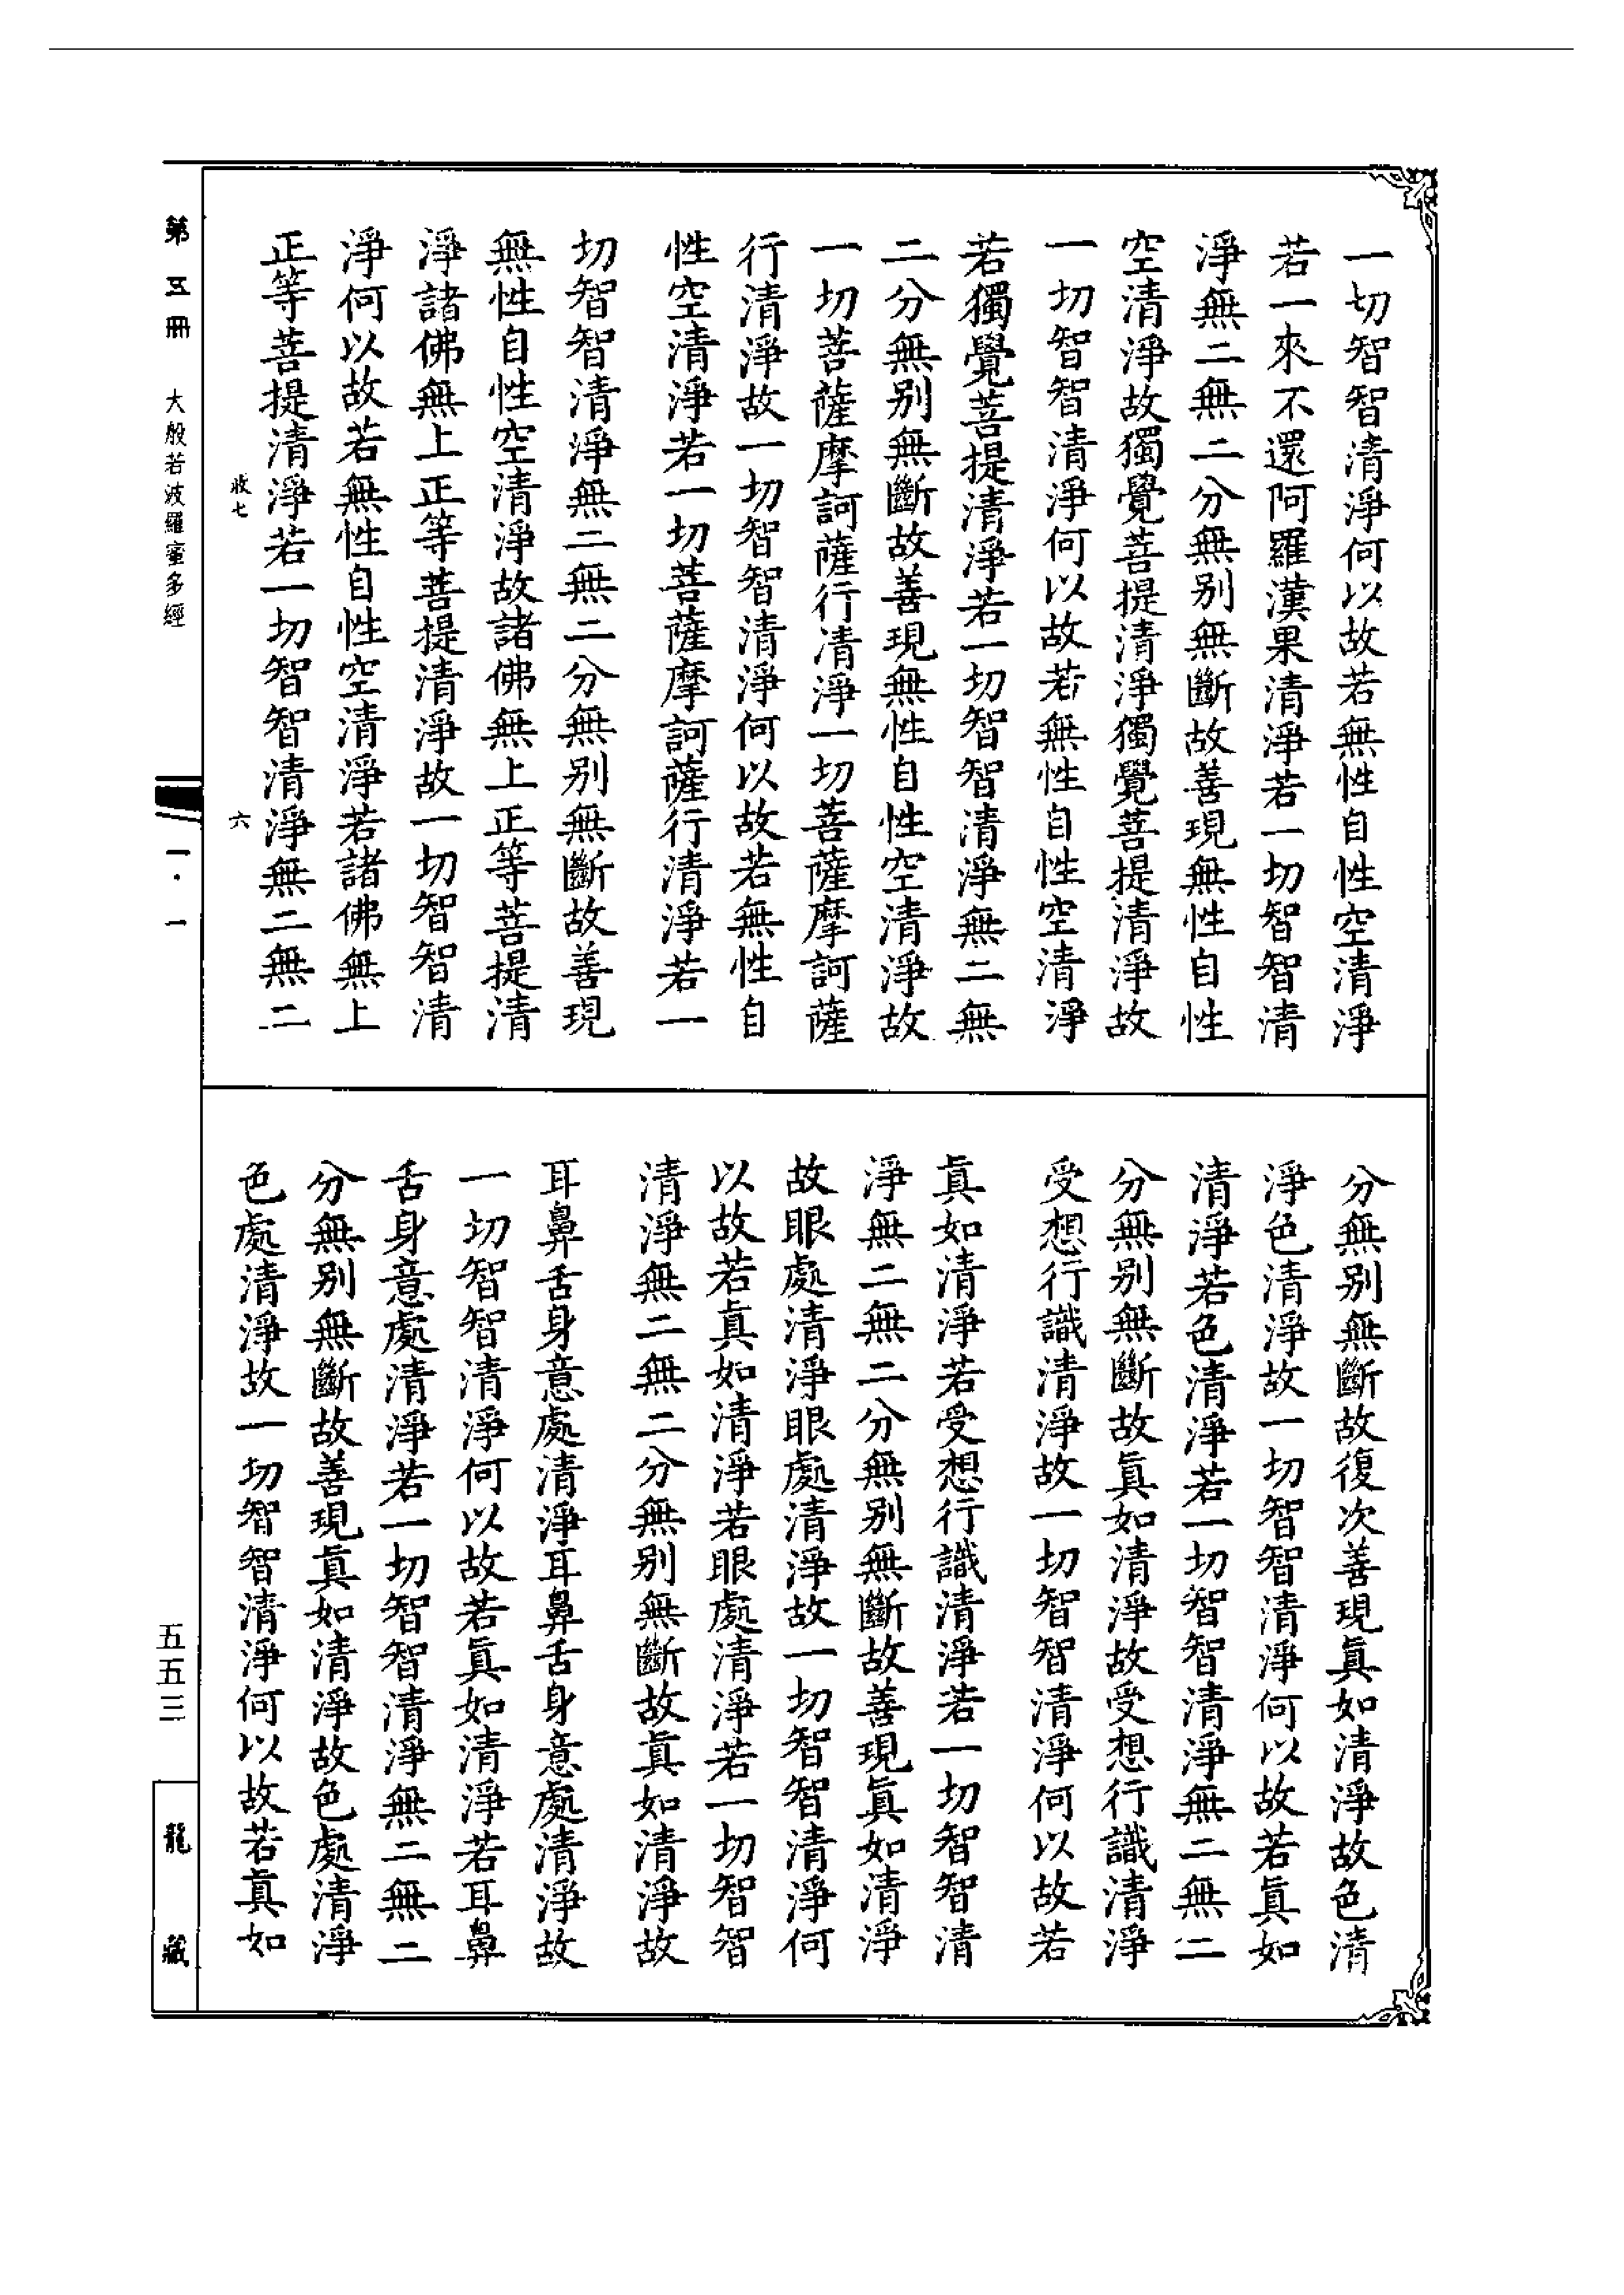 一切智智清淨何以故若無性自性空清淨
若一來不還阿羅漢果清淨若一切智智清
淨無二無二分無别無斷故善現無性自性
空清淨故獨覺菩提清淨獨覺菩提清淨故
一切智智清淨何以故若無性自性空清淨
若獨覺菩提清淨若一切智智清淨無二無
二分無别無斷故善現無性自性空清淨故
一切菩薩摩訶薩行清淨一切菩薩摩訶薩
行清淨故一切智智清淨何以故若無性自
性空清淨若一切菩薩摩訶薩行清淨若一
切智智清淨無二無二分無别無斷故善現
無性自性空清淨故諸佛無上正等菩提清
淨諸佛無上正等菩提清淨故一切智智清
淨何以故若無性自性空清淨若諸佛無上
正等菩提清淨若一切智智清淨無二無二
分無别無斷故復次善現真如清淨故色清
淨色清淨故一切智智清淨何以故若真如
清淨若色清淨若一切智智清淨無二無二
分無别無斷故真如清淨故受想行識清淨
受想行識清淨故一切智智清淨何以故若
真如清淨若受想行識清淨若一切智智清
淨無二無二分無别無斷故善現真如清淨
故眼處清淨眼處清淨故一切智智清淨何
以故若真如清淨若眼處清淨若一切智智
清淨無二無二分無别無斷故真如清淨故
耳鼻舌身意處清淨耳鼻舌身意處清淨故
一切智智清淨何以故若真如清淨若耳鼻
舌身意處清淨若一切智智清淨無二無二
分無别無斷故善現真如清淨故色處清淨
色處清淨故一切智智清淨何以故若真如
收七 六
第五冊 大般若波羅蜜多經 一·一
五五三
龍藏